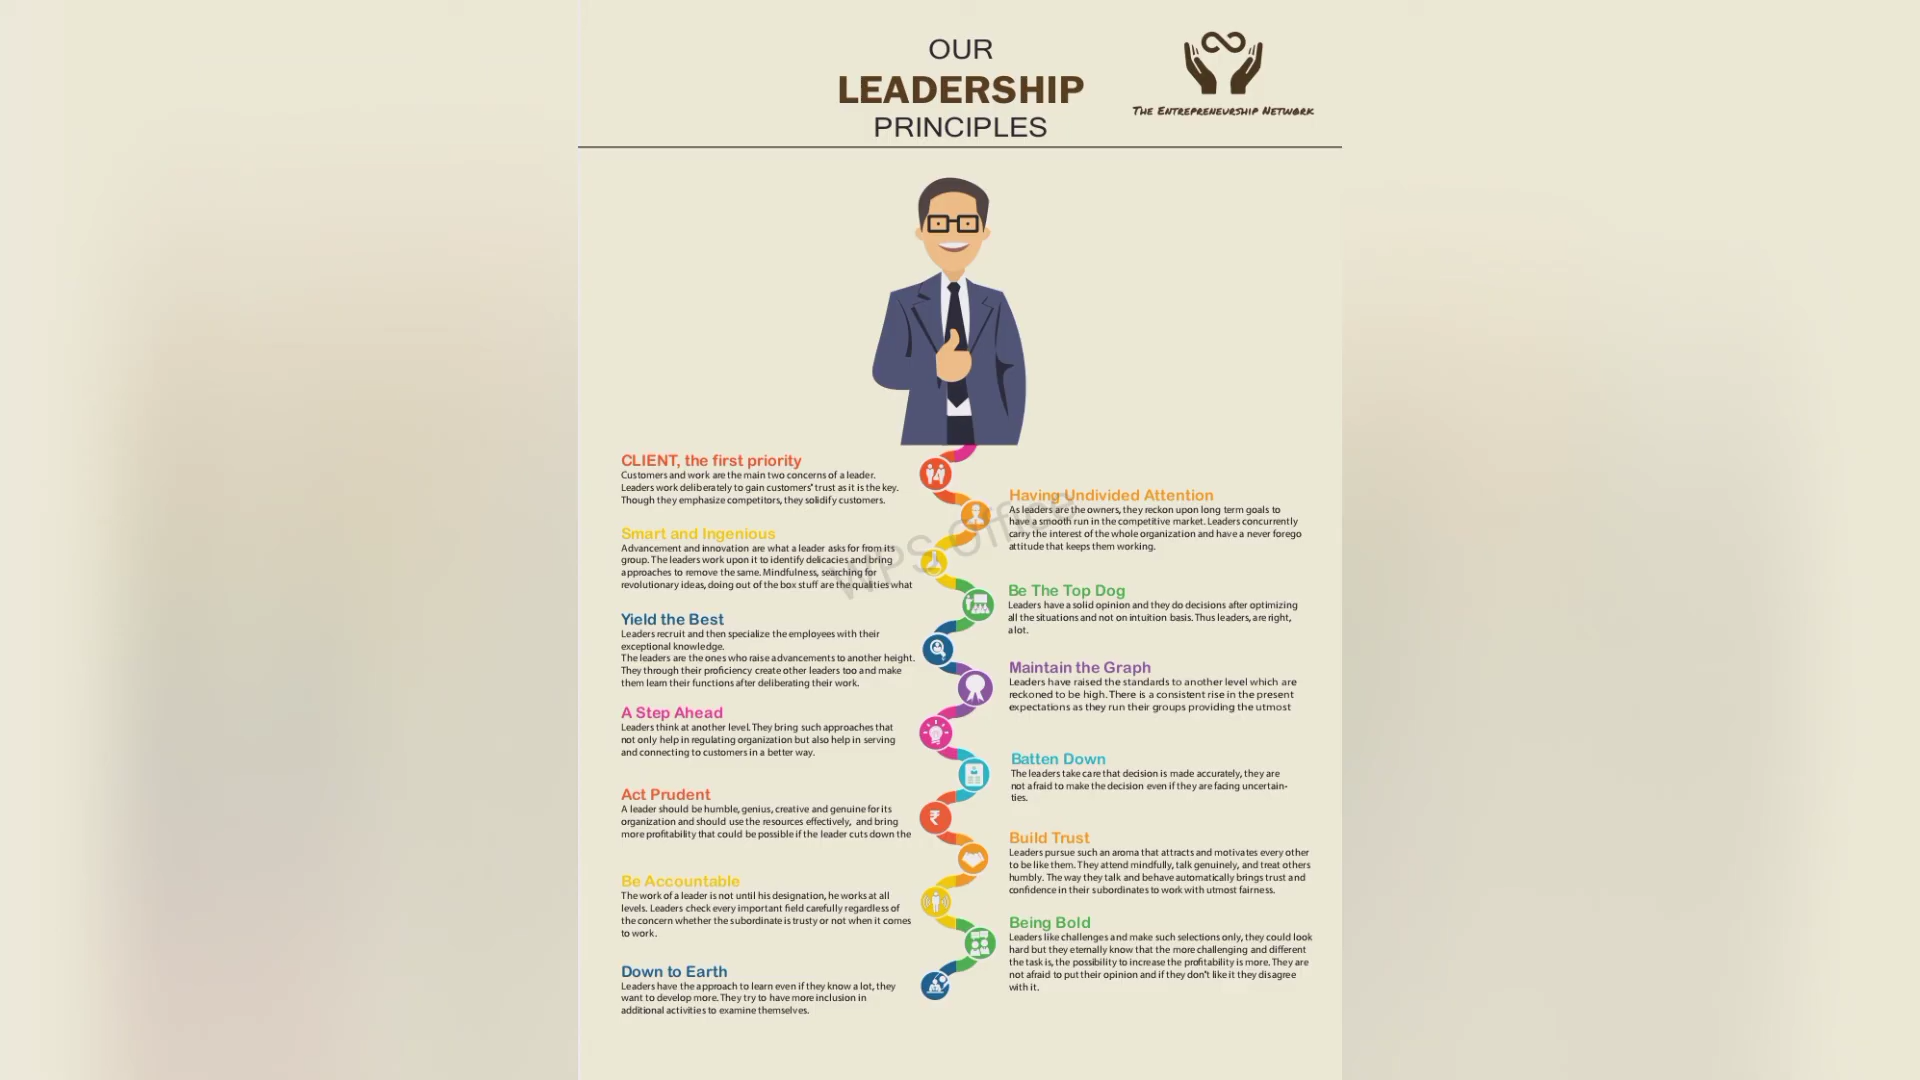 OUR
LEADERSHIP
PRINCIPLES
THE ENTREPRENEURSHIP NETWORK
CLIENT, the first priority
Customers and work are the main two concerns of a leader.
Leaders work deliberately to gain customers' trust as it is the key.
Though they emphasize competitors, they solidify customers.
Having Undivided Attention
As leaders are the owners, they reckon upon long term goals to
have a smooth run in the competitive market. Leaders concurrently
carry the interest of the whole organization and have a never forego
attitude that keeps them working.
Smart and Ingenious
Advancement and innovation are what a leader asks for from its
group. The leaders work upon it to identify delicacies and bring
approaches to remove the same. Mindfulness, searching for
revolutionary ideas, doing out of the box stuff are the qualities what
WPS Office
Be The Top Dog
Leaders have a solid opinion and they do decisions after optimizing
all the situations and not on intuition basis. Thus leaders, are right,
a lot.
Yield the Best
Leaders recruit and then specialize the employees with their
exceptional knowledge.
The leaders are the ones who raise advancements to another height.
They through their proficiency create other leaders too and make
them learn their functions after deliberating their work.
Maintain the Graph
Leaders have raised the standards to another level which are
reckoned to be high. There is a consistent rise in the present
expectations as they run their groups providing the utmost
A Step Ahead
Leaders think at another level. They bring such approaches that
not only help in regulating organization but also help in serving
and connecting to customers in a better way.
Batten Down
The leaders take care that decision is made accurately, they are
not afraid to make the decision even if they are facing uncertain-
ties.
Act Prudent
A leader should be humble, genius, creative and genuine for its
organization and should use the resources effectively, and bring
more profitability that could be possible if the leader cuts down the
₹
Build Trust
Leaders pursue such an aroma that attracts and motivates every other
to be like them. They attend mindfully, talk genuinely, and treat others
humbly. The way they talk and behave automatically brings trust and
confidence in their subordinates to work with utmost fairness.
Be Accountable
The work of a leader is not until his designation, he works at all
levels. Leaders check every important field carefully regardless of
the concern whether the subordinate is trusty or not when it comes
to work.
Being Bold
Leaders like challenges and make such selections only, they could look
hard but they eternally know that the more challenging and different
the task is, the possibility to increase the profitability is more. They are
not afraid to put their opinion and if they don't like it they disagree
with it.
Down to Earth
Leaders have the approach to learn even if they know a lot, they
want to develop more. They try to have more inclusion in
additional activities to examine themselves.